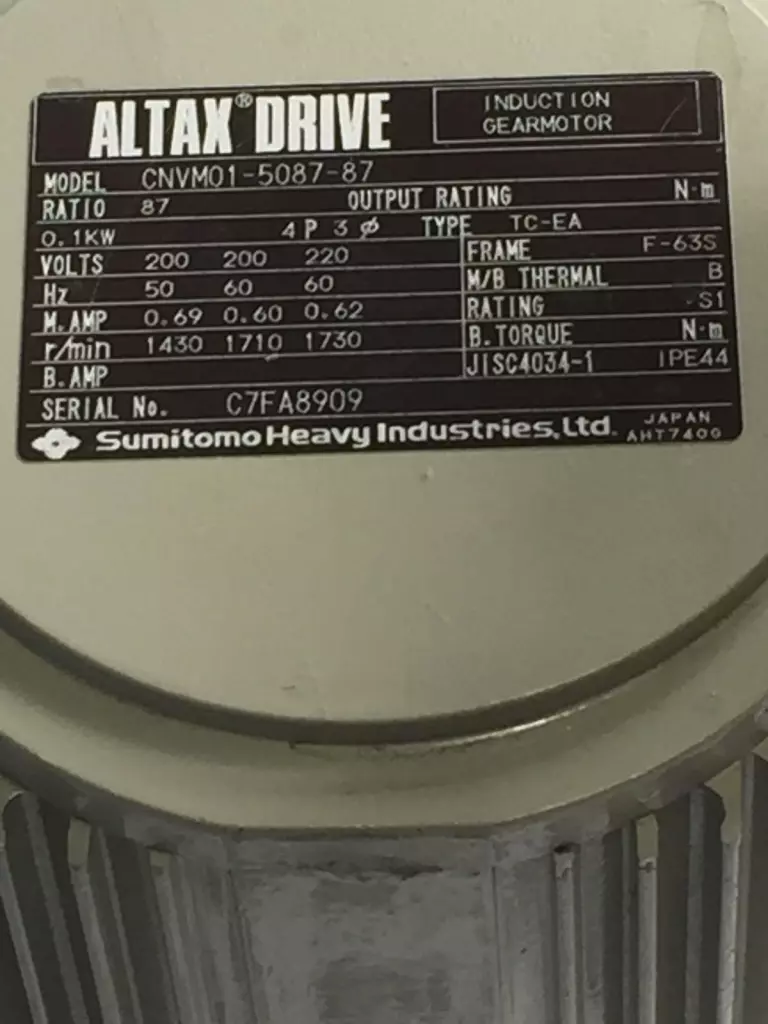 ALTAX® DRIVE
INDUCTION
GEARMOTOR
MODEL CNVM01-5087-87
RATIO 87 OUTPUT RATING N·m
0.1KW 4P 3φ TYPE TC-EA
VOLTS 200 200 220 FRAME F-63S
Hz 50 60 60 M/B THERMAL B
M.AMP 0.69 0.60 0.62 RATING S1
r/min 1430 1710 1730 B.TORQUE N·m
B.AMP JISC4034-1 IPE44
SERIAL No. C7FA8909
Sumitomo Heavy Industries, Ltd. JAPAN
AHT740G